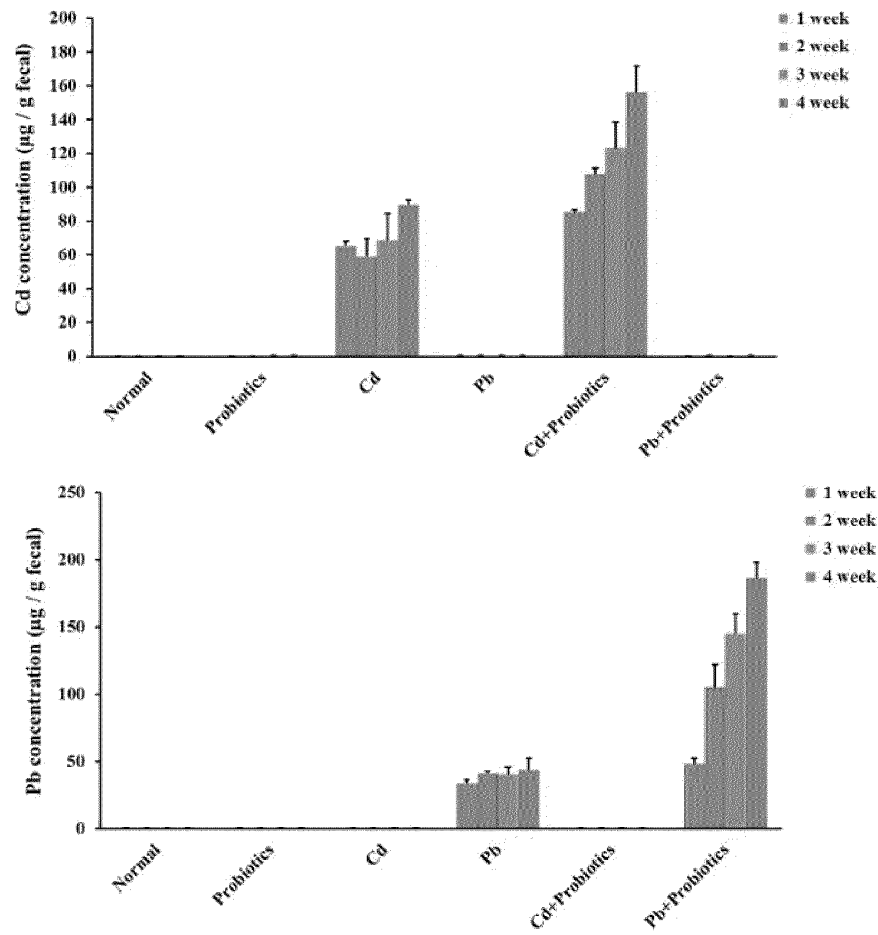 200
180
160
140
120
100
80
60
40
20
0
Cd concentration (µg / g fecal)
1 week
2 week
3 week
4 week
Normal
Probiotics
Cd
Pb
Cd+Probiotics
Pb+Probiotics
250
200
150
100
50
0
Pb concentration (µg / g fecal)
1 week
2 week
3 week
4 week
Normal
Probiotics
Cd
Pb
Cd+Probiotics
Pb+Probiotics